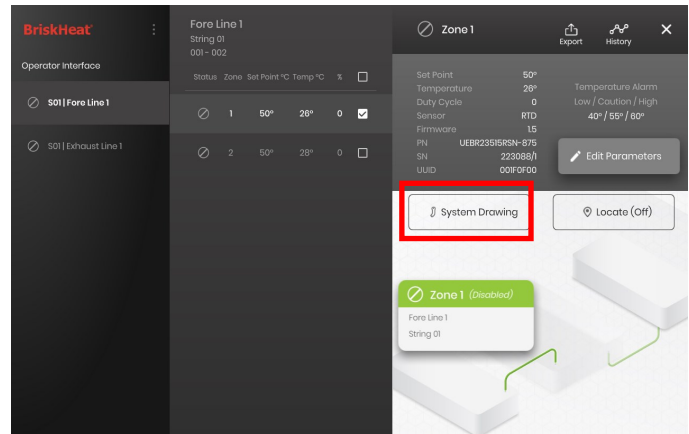 BriskHeat
Operator Interface
S01 | Fore Line 1
S01 | Exhaust Line 1
Fore Line 1
String 01
001 - 002
Status Zone Set Point °C Temp °C %
1 50° 26° 0
2 50° 28° 0
Zone 1
Export
History
Set Point 50°
Temperature 26°
Duty Cycle 0
Sensor RTD
Firmware 1.5
PN UEBR23515RSN-875
SN 223088/1
UUID 001F0F00
Temperature Alarm
Low / Caution / High
40° / 55° / 60°
Edit Parameters
System Drawing
Locate (Off)
Zone 1 (Disabled)
Fore Line 1
String 01